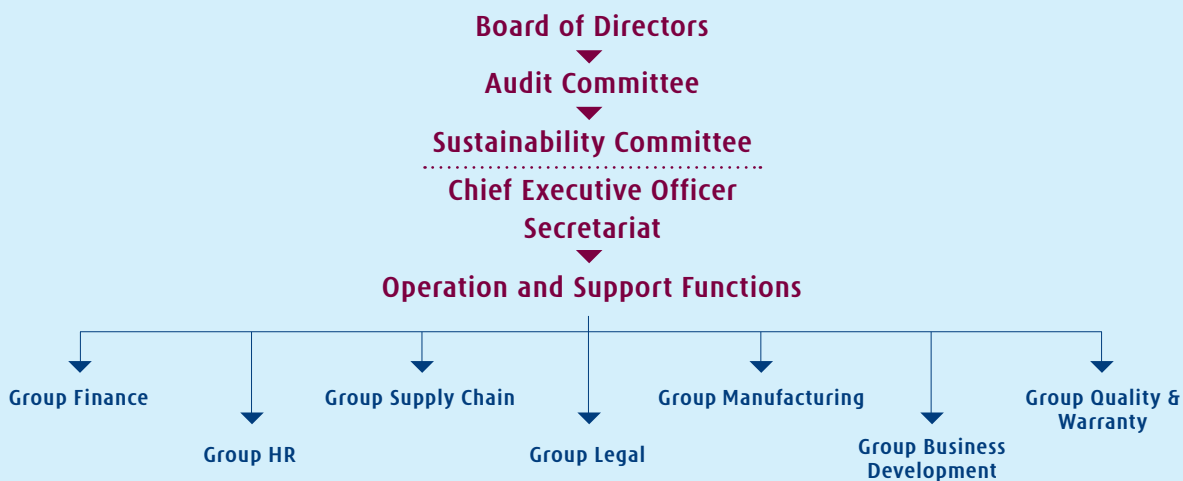 Board of Directors
Audit Committee
Sustainability Committee
Chief Executive Officer
Secretariat
Operation and Support Functions
Group Finance
Group HR
Group Supply Chain
Group Legal
Group Manufacturing
Group Business
Development
Group Quality &
Warranty